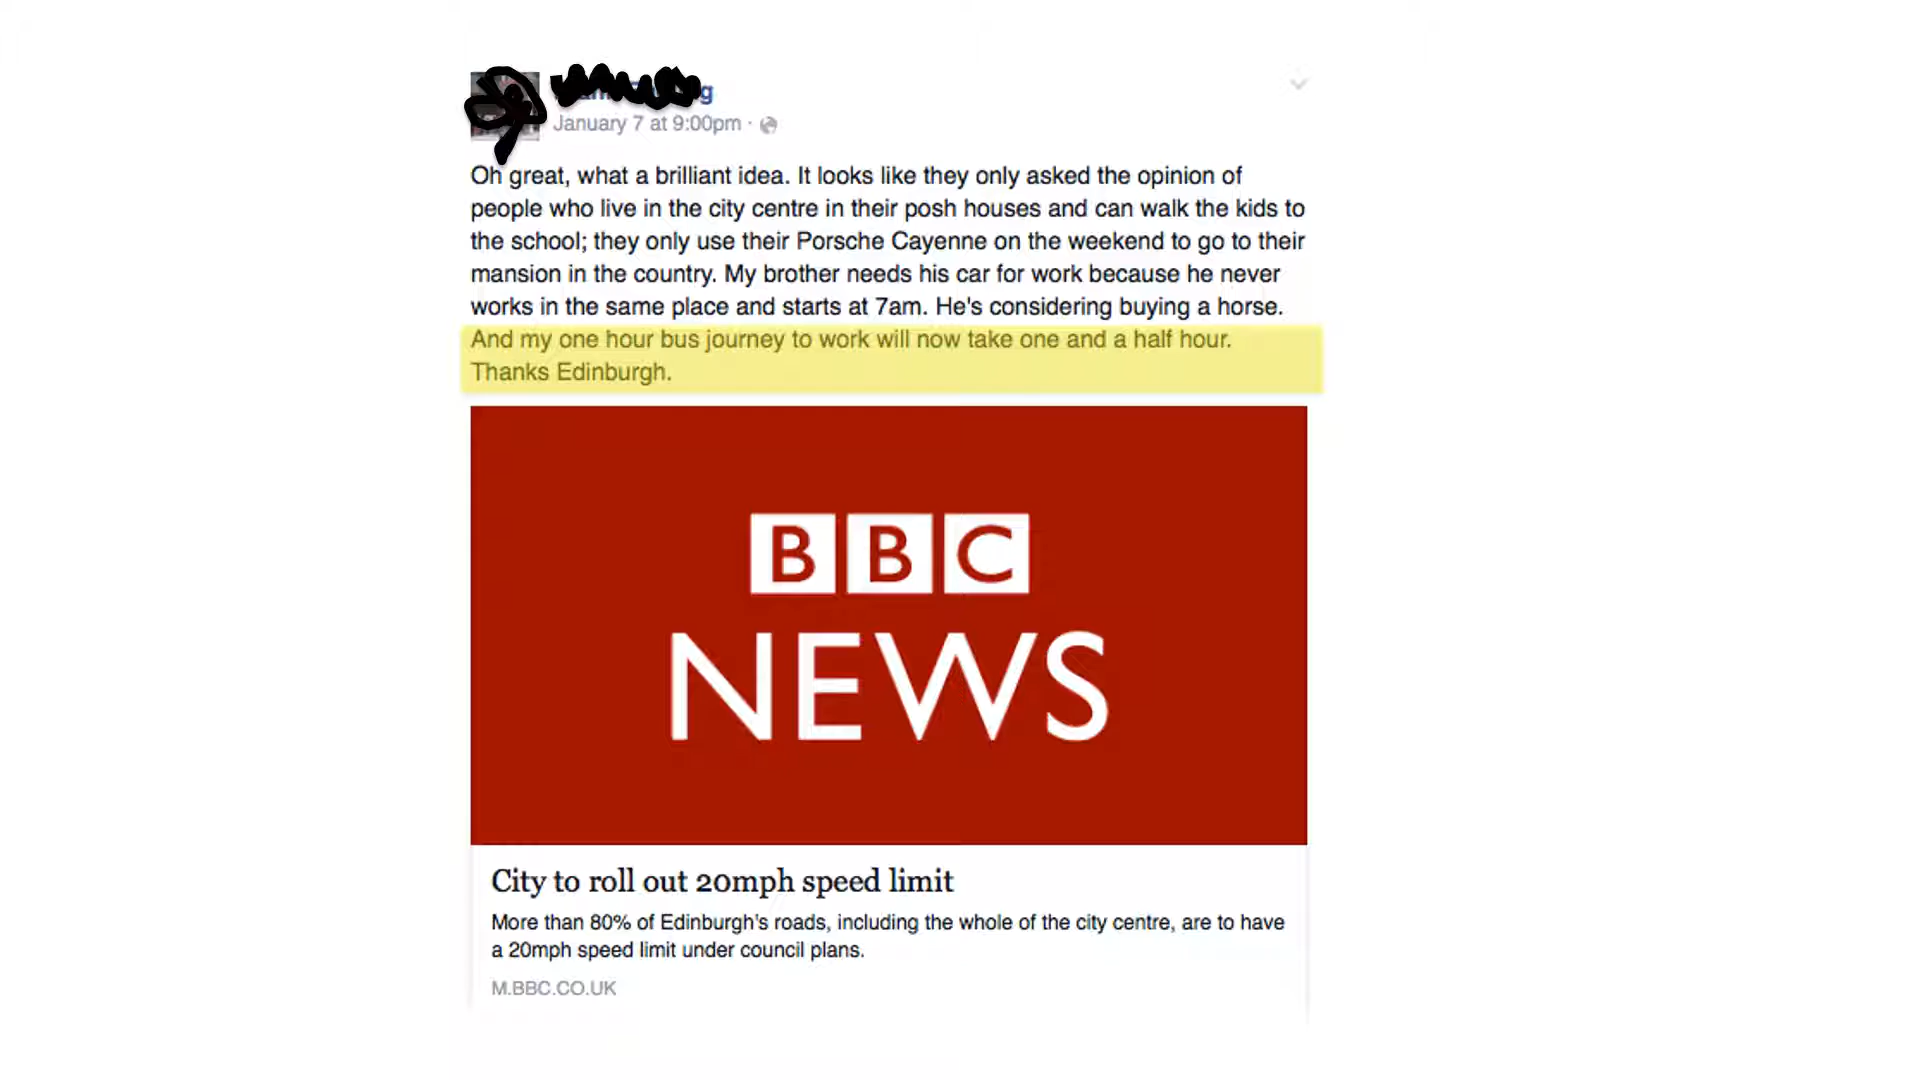 January 7 at 9:00pm ·
Oh great, what a brilliant idea. It looks like they only asked the opinion of
people who live in the city centre in their posh houses and can walk the kids to
the school; they only use their Porsche Cayenne on the weekend to go to their
mansion in the country. My brother needs his car for work because he never
works in the same place and starts at 7am. He's considering buying a horse.
And my one hour bus journey to work will now take one and a half hour.
Thanks Edinburgh.
BBC
NEWS
City to roll out 20mph speed limit
More than 80% of Edinburgh's roads, including the whole of the city centre, are to have
a 20mph speed limit under council plans.
M.BBC.CO.UK